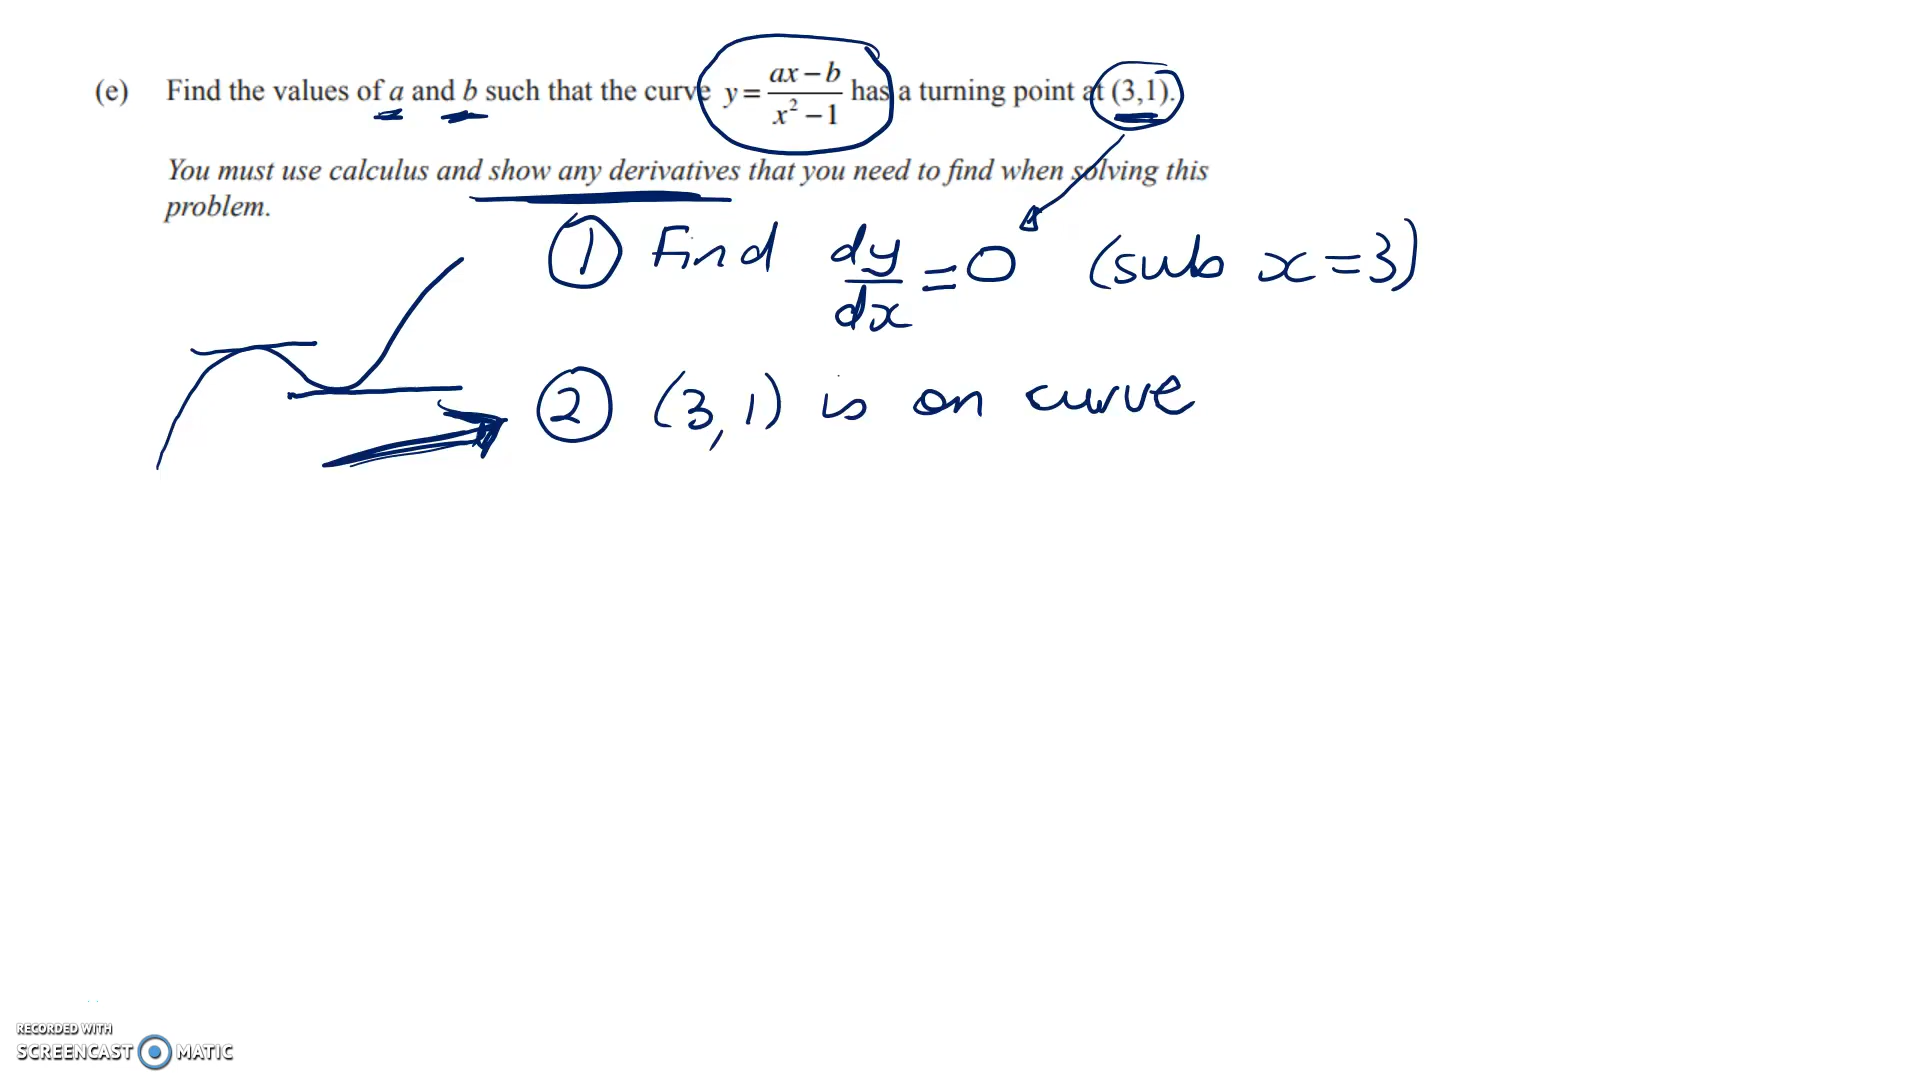 (e) Find the values of a and b such that the curve y = (ax − b)/(x² − 1) has a turning point at (3,1).
You must use calculus and show any derivatives that you need to find when solving this
problem.
① Find dy/dx = 0 (sub x = 3)
② (3, 1) is on curve
RECORDED WITH
SCREENCAST MATIC